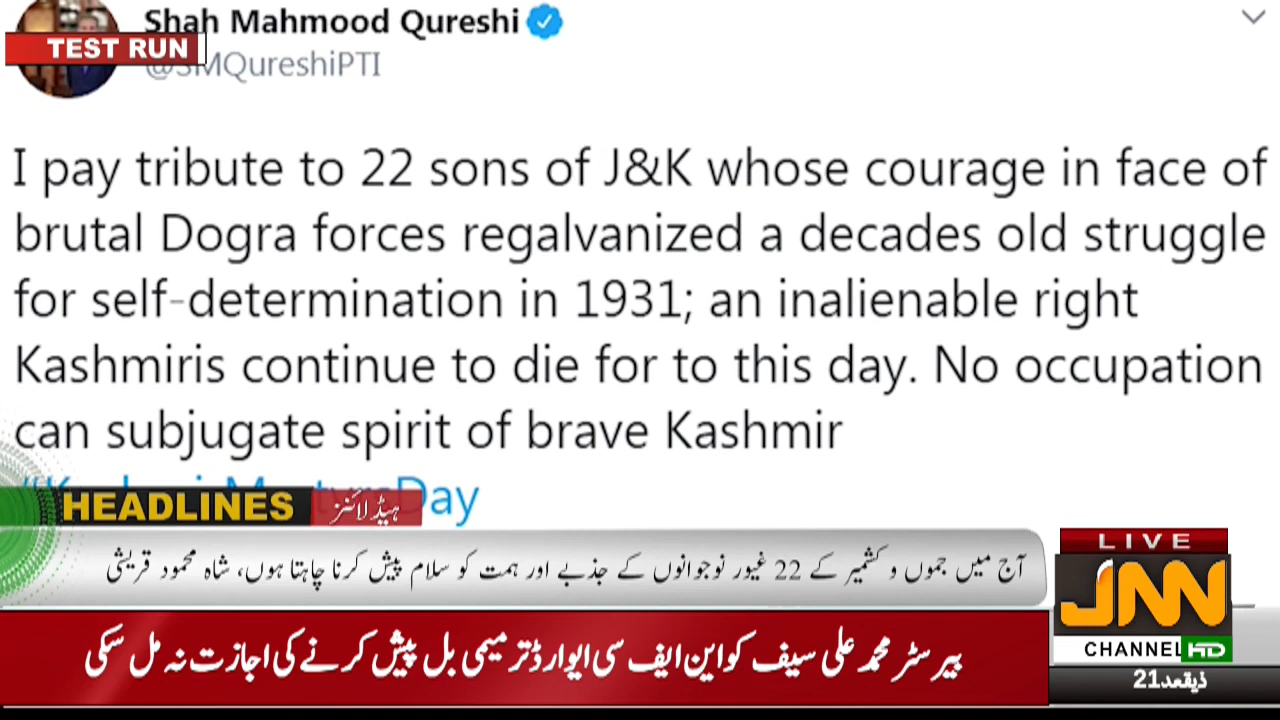 Shah Mahmood Qureshi
TEST RUN
@SMQureshiPTI
I pay tribute to 22 sons of J&K whose courage in face of
brutal Dogra forces regalvanized a decades old struggle
for self-determination in 1931; an inalienable right
Kashmiris continue to die for to this day. No occupation
can subjugate spirit of brave Kashmir
#KashmirMartyrsDay
HEADLINES ہیڈلائنز
آج میں جموں و کشمیر کے 22 غیور نوجوانوں کے جذبے اور ہمت کو سلام پیش کرنا چاہتا ہوں، شاہ محمود قریشی
بیرسٹر محمد علی سیف کو این ایف سی ایوارڈ ترمیمی بل پیش کرنے کی اجازت نہ مل سکی
LIVE
JNN
CHANNEL HD
21ذیقعد